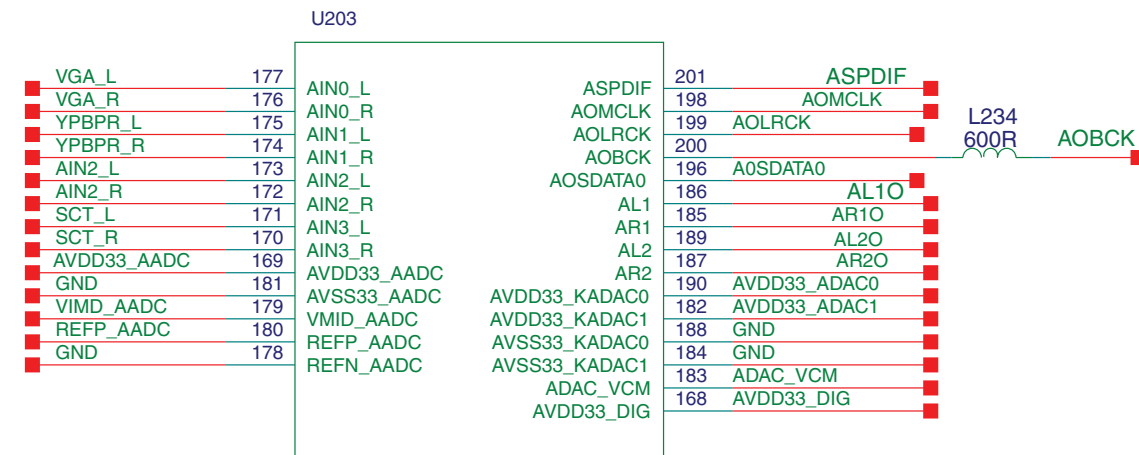 U203
VGA_L 177 AIN0_L ASPDIF 201 ASPDIF
VGA_R 176 AIN0_R AOMCLK 198 AOMCLK
YPBPR_L 175 AIN1_L AOLRCK 199 AOLRCK
L234
YPBPR_R 174 AIN1_R AOBCK 200 600R AOBCK
AIN2_L 173 AIN2_L AOSDATA0 196 A0SDATA0
AIN2_R 172 AIN2_R AL1 186 AL1O
SCT_L 171 AIN3_L AR1 185 AR1O
SCT_R 170 AIN3_R AL2 189 AL2O
AVDD33_AADC 169 AVDD33_AADC AR2 187 AR2O
GND 181 AVSS33_AADC AVDD33_KADAC0 190 AVDD33_ADAC0
VIMD_AADC 179 VMID_AADC AVDD33_KADAC1 182 AVDD33_ADAC1
REFP_AADC 180 REFP_AADC AVSS33_KADAC0 188 GND
GND 178 REFN_AADC AVSS33_KADAC1 184 GND
ADAC_VCM 183 ADAC_VCM
AVDD33_DIG 168 AVDD33_DIG